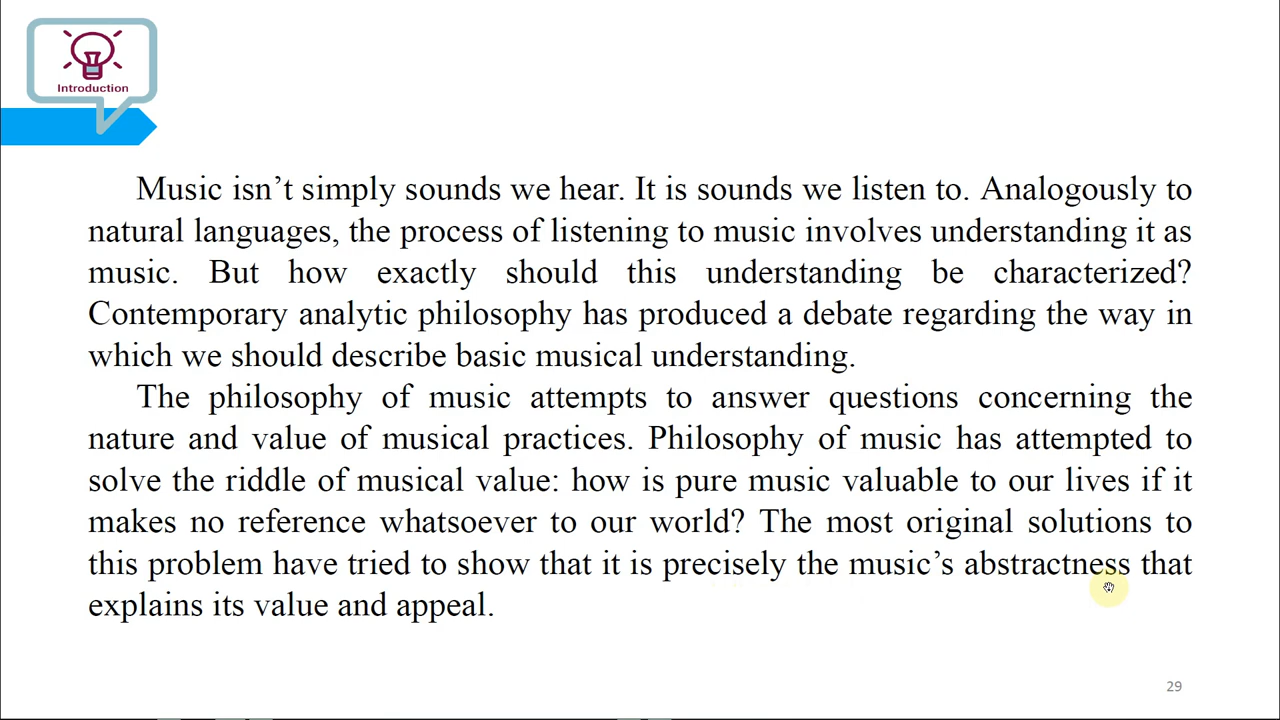 Introduction
Music isn’t simply sounds we hear. It is sounds we listen to. Analogously to
natural languages, the process of listening to music involves understanding it as
music. But how exactly should this understanding be characterized?
Contemporary analytic philosophy has produced a debate regarding the way in
which we should describe basic musical understanding.
The philosophy of music attempts to answer questions concerning the
nature and value of musical practices. Philosophy of music has attempted to
solve the riddle of musical value: how is pure music valuable to our lives if it
makes no reference whatsoever to our world? The most original solutions to
this problem have tried to show that it is precisely the music’s abstractness that
explains its value and appeal.
29